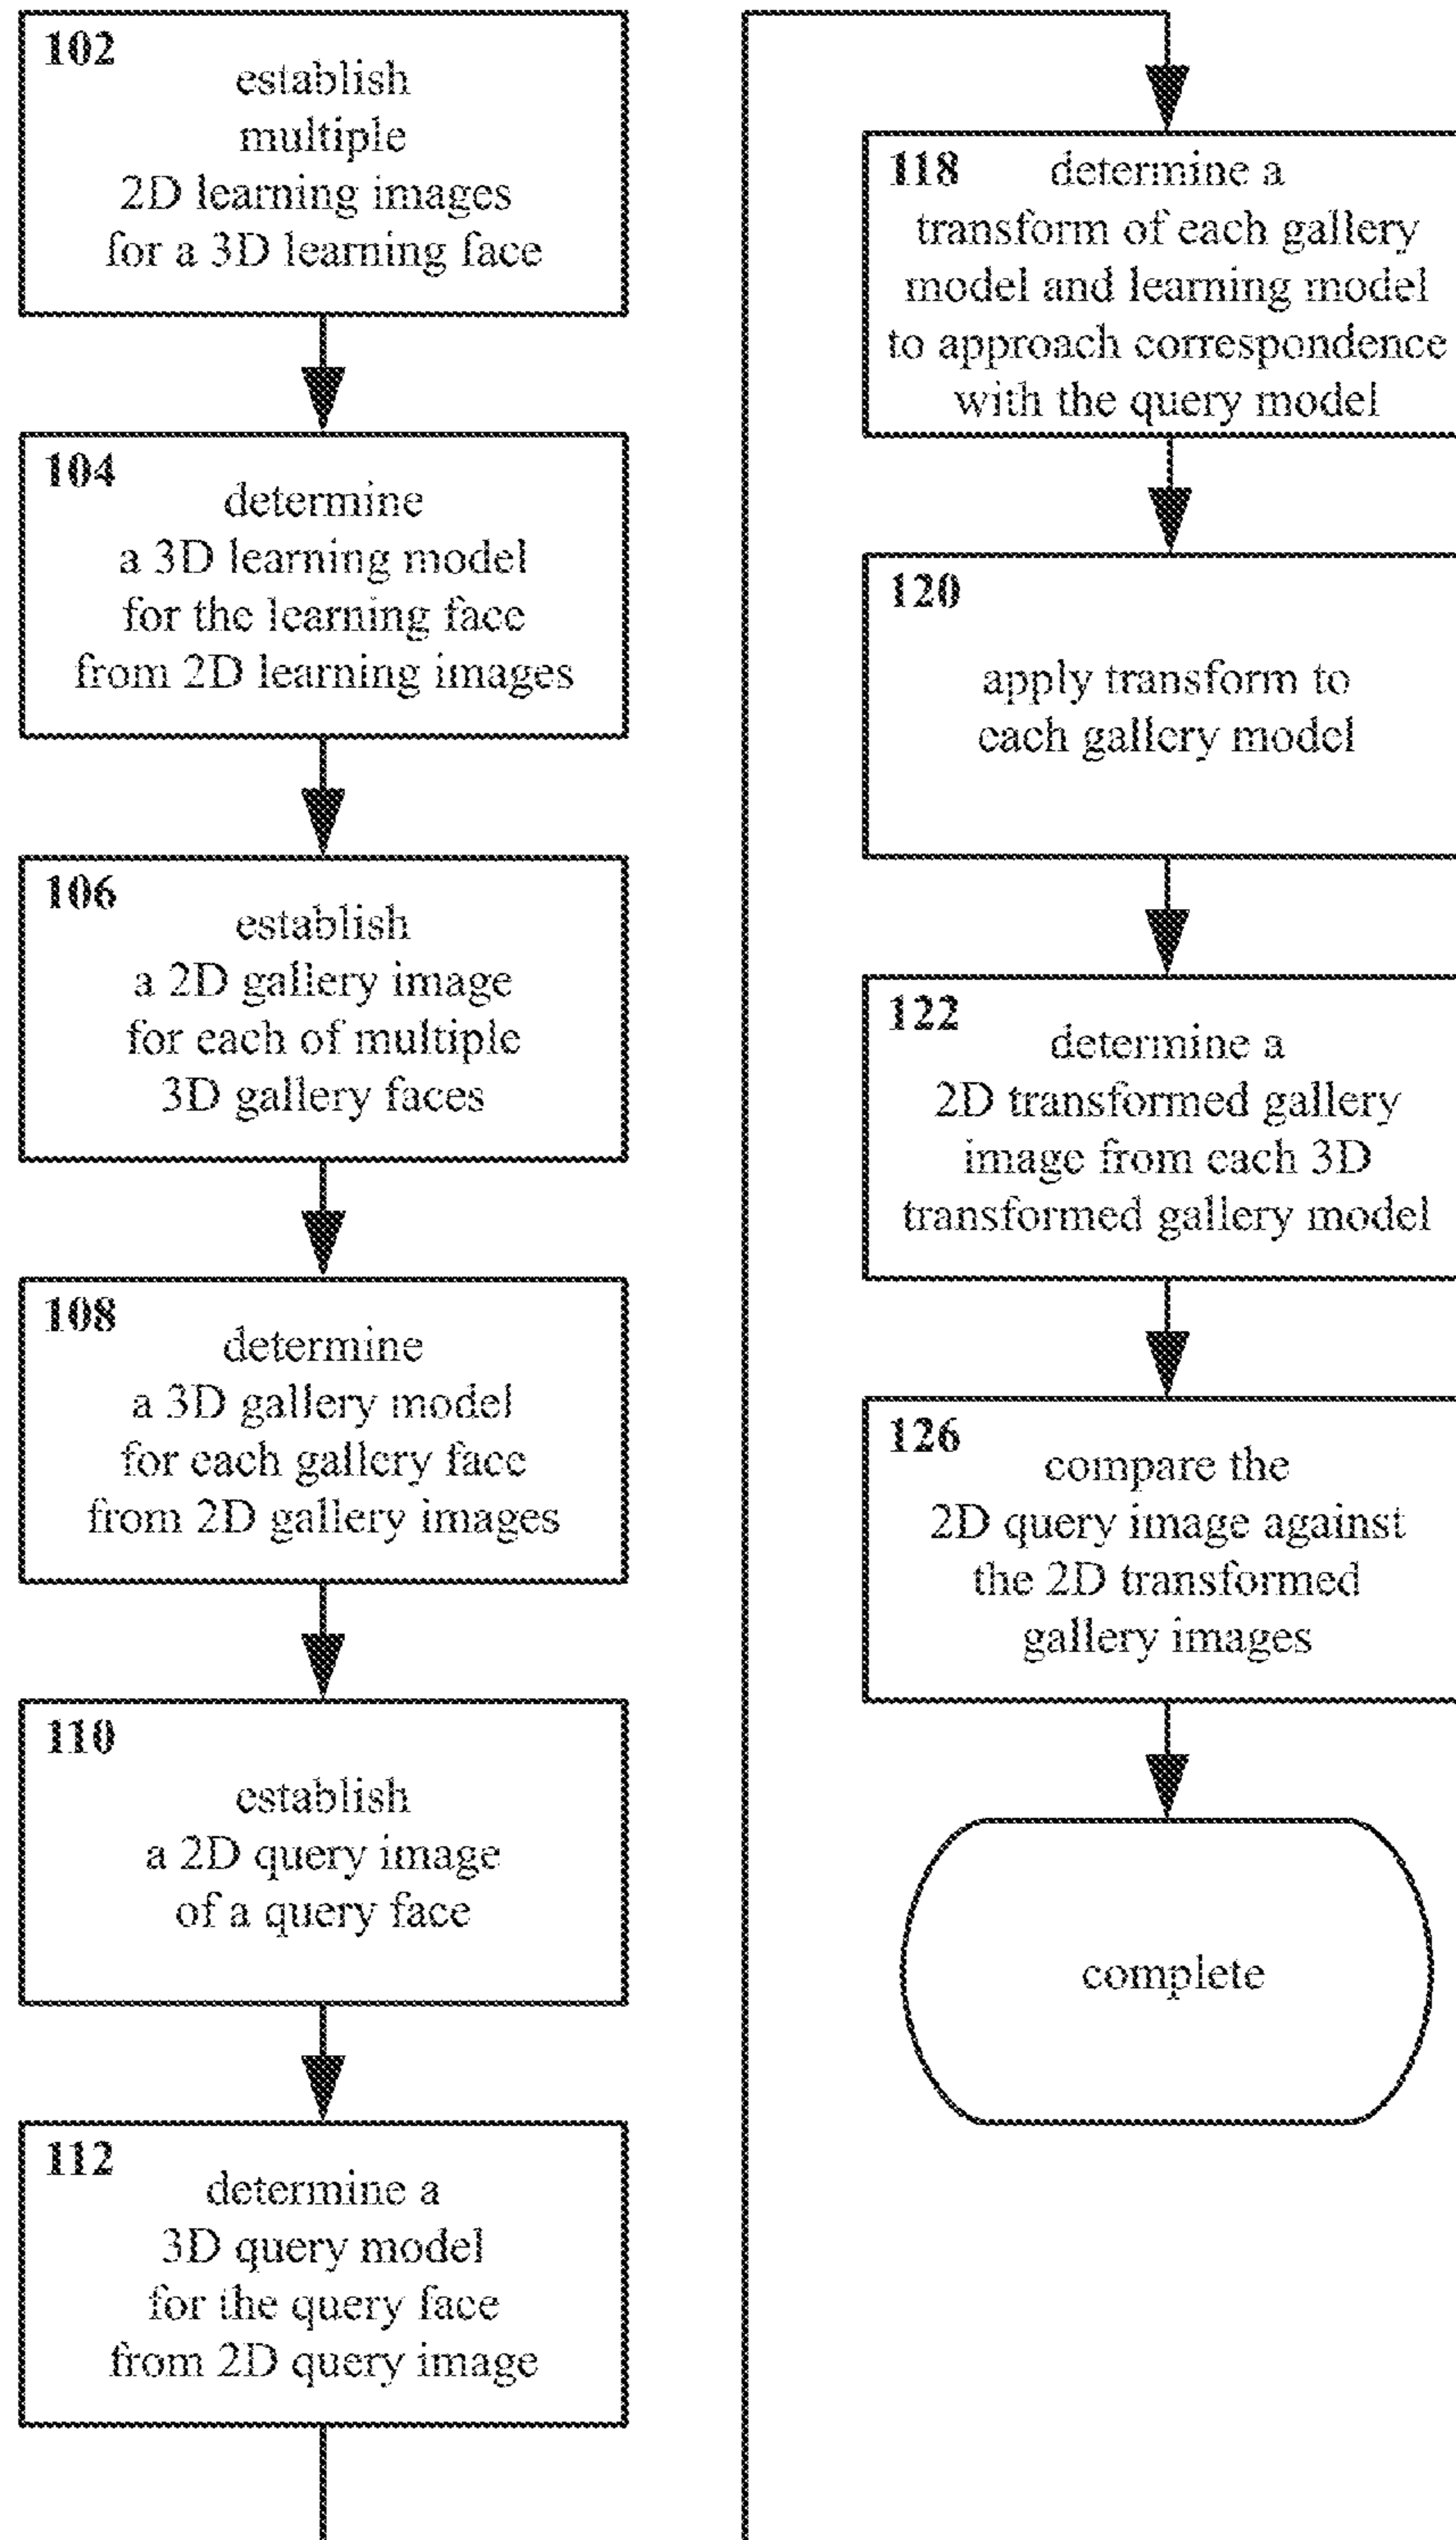 102
establish
multiple
2D learning images
for a 3D learning face
104
determine
a 3D learning model
for the learning face
from 2D learning images
106
establish
a 2D gallery image
for each of multiple
3D gallery faces
108
determine
a 3D gallery model
for each gallery face
from 2D gallery images
110
establish
a 2D query image
of a query face
112
determine a
3D query model
for the query face
from 2D query image
118 determine a
transform of each gallery
model and learning model
to approach correspondence
with the query model
120
apply transform to
each gallery model
122
determine a
2D transformed gallery
image from each 3D
transformed gallery model
126
compare the
2D query image against
the 2D transformed
gallery images
complete